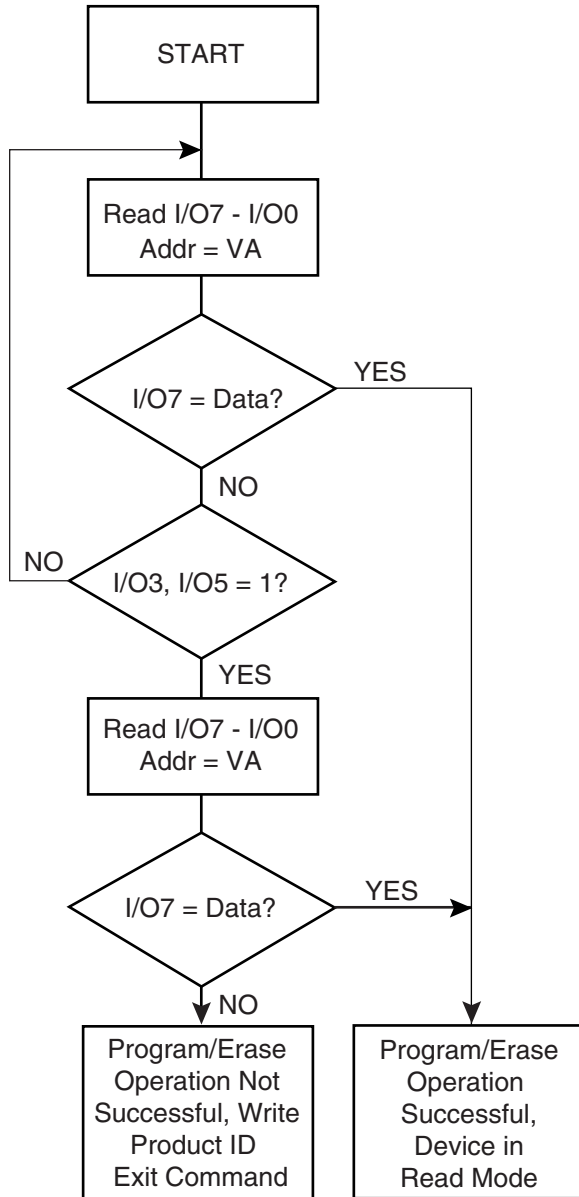 START
Read I/O7 - I/O0
Addr = VA
YES
I/O7 = Data?
NO
NO
I/O3, I/O5 = 1?
YES
Read I/O7 - I/O0
Addr = VA
YES
I/O7 = Data?
NO
Program/Erase
Operation Not
Successful, Write
Product ID
Exit Command
Program/Erase
Operation
Successful,
Device in
Read Mode